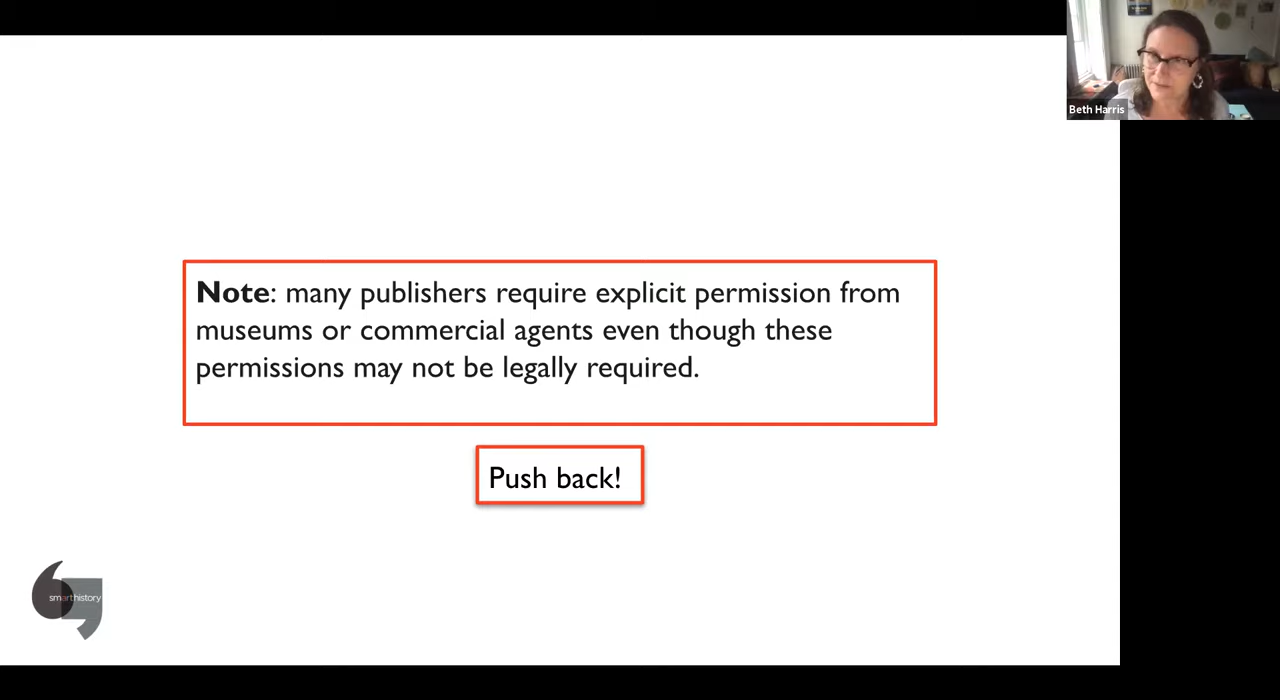 Beth Harris
Note: many publishers require explicit permission from
museums or commercial agents even though these
permissions may not be legally required.
Push back!
smarthistory